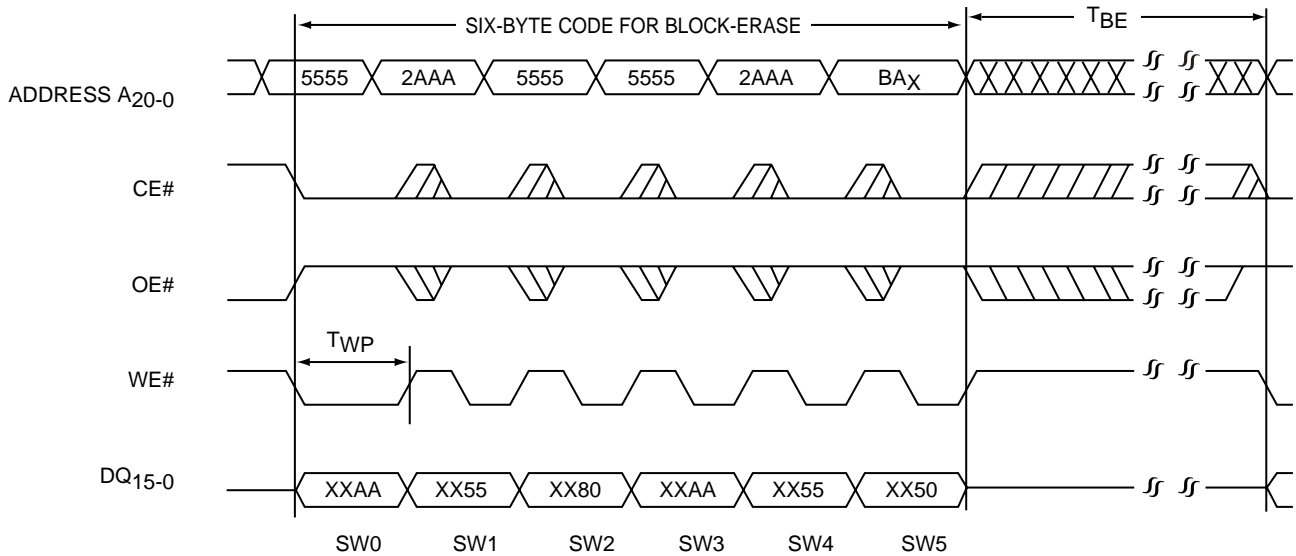 SIX-BYTE CODE FOR BLOCK-ERASE TBE
ADDRESS A20-0 5555 2AAA 5555 5555 2AAA BAX
CE#
OE#
TWP
WE#
DQ15-0 XXAA XX55 XX80 XXAA XX55 XX50
SW0 SW1 SW2 SW3 SW4 SW5